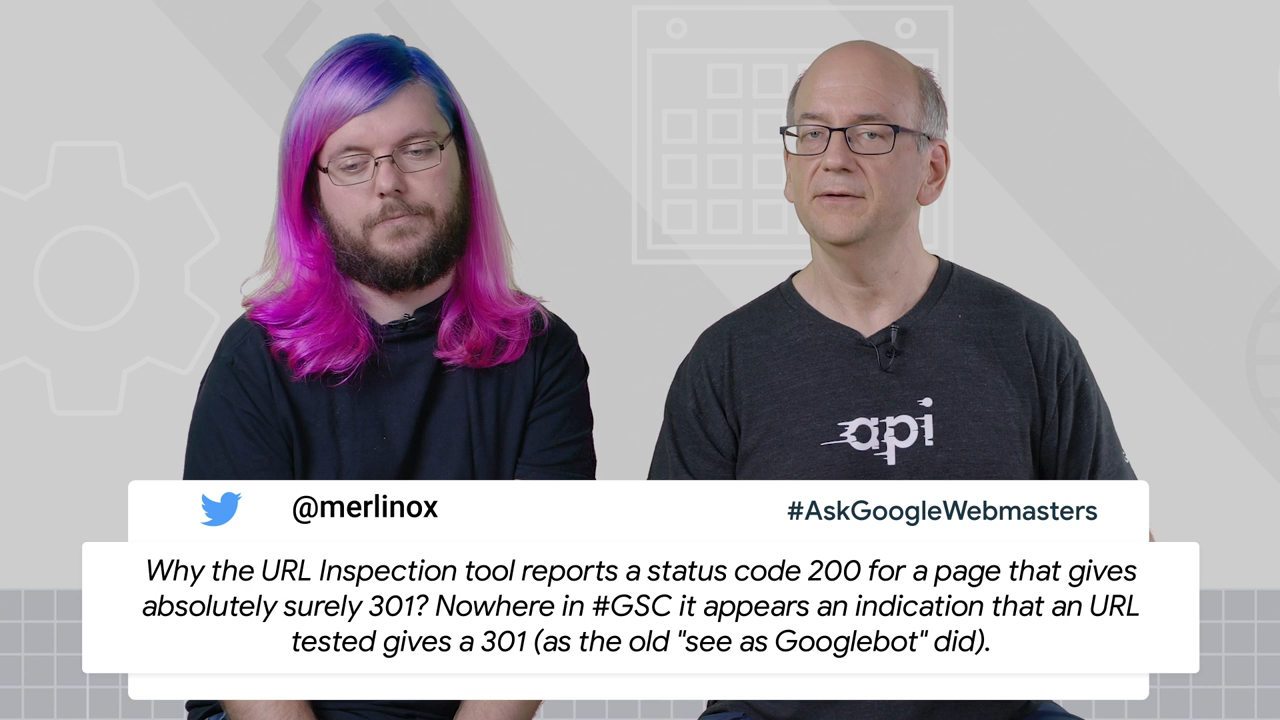 api
@merlinox
#AskGoogleWebmasters
Why the URL Inspection tool reports a status code 200 for a page that gives
absolutely surely 301? Nowhere in #GSC it appears an indication that an URL
tested gives a 301 (as the old "see as Googlebot" did).